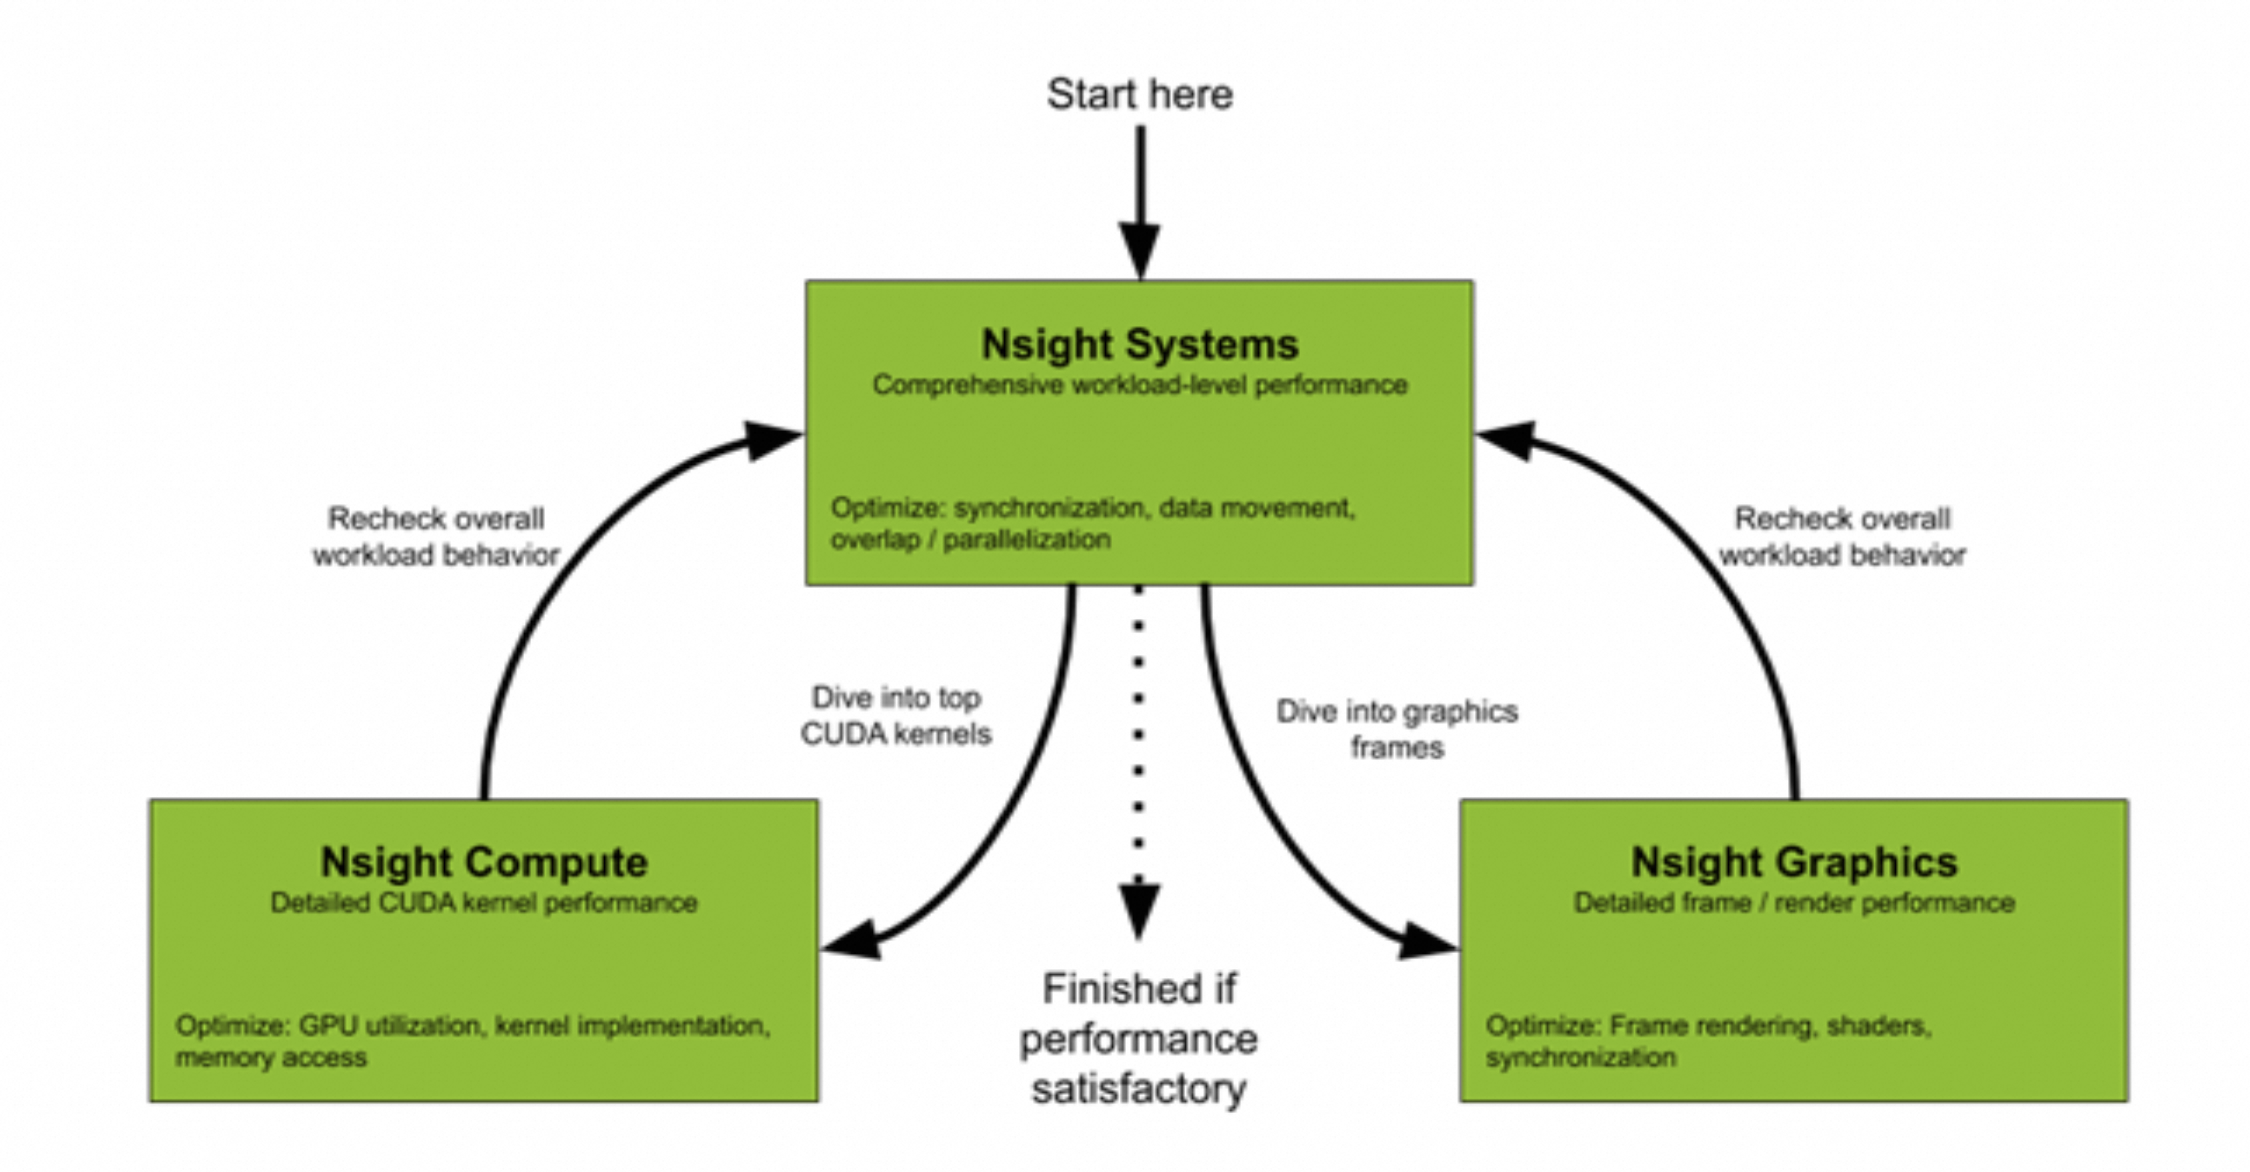 Start here
Nsight Systems
Comprehensive workload-level performance
Optimize: synchronization, data movement,
overlap / parallelization
Recheck overall
workload behavior
Recheck overall
workload behavior
Dive into top
CUDA kernels
Dive into graphics
frames
Nsight Compute
Detailed CUDA kernel performance
Optimize: GPU utilization, kernel implementation,
memory access
Finished if
performance
satisfactory
Nsight Graphics
Detailed frame / render performance
Optimize: Frame rendering, shaders,
synchronization